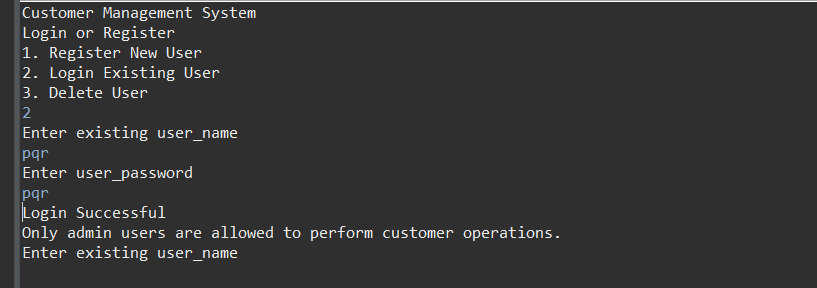 Customer Management System
Login or Register
1. Register New User
2. Login Existing User
3. Delete User
2
Enter existing user_name
pqr
Enter user_password
pqr
Login Successful
Only admin users are allowed to perform customer operations.
Enter existing user_name